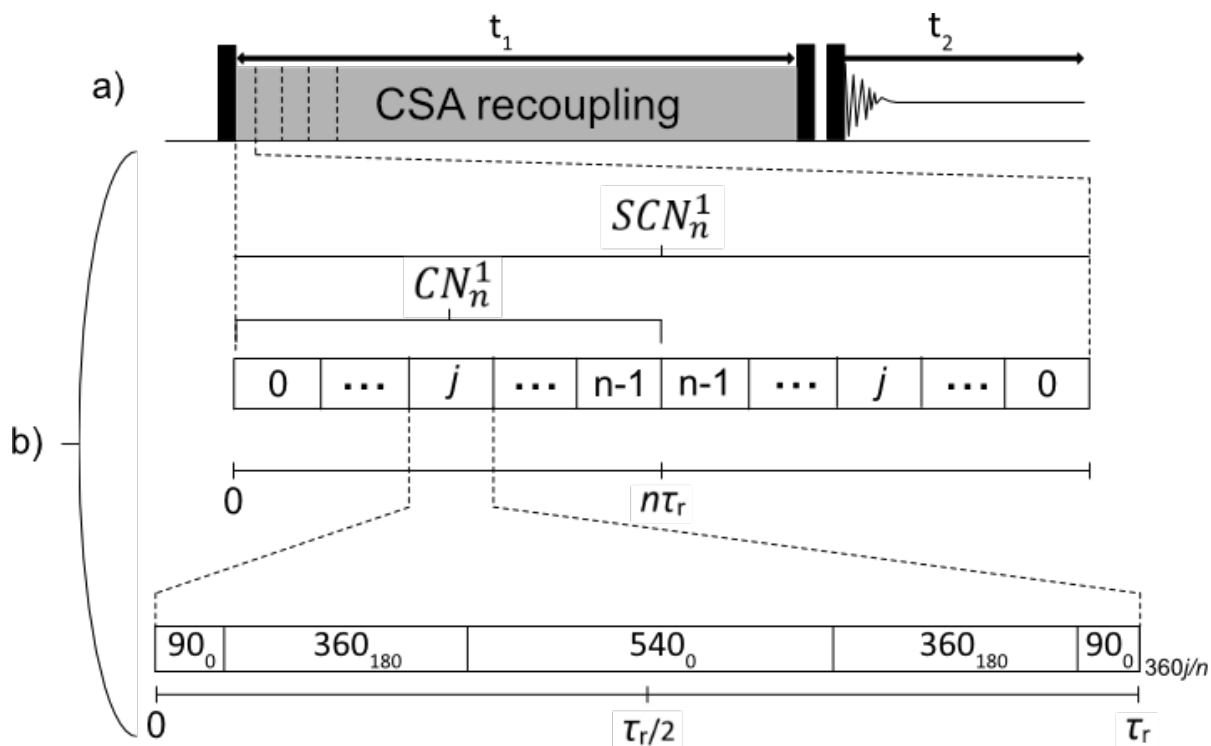 t₁ t₂
a) CSA recoupling
SCN¹ₙ
CN¹ₙ
0 ... j ... n-1 n-1 ... j ... 0
b)
0 nτᵣ
90₀ 360₁₈₀ 540₀ 360₁₈₀ 90₀ 360j/n
0 τᵣ/2 τᵣ